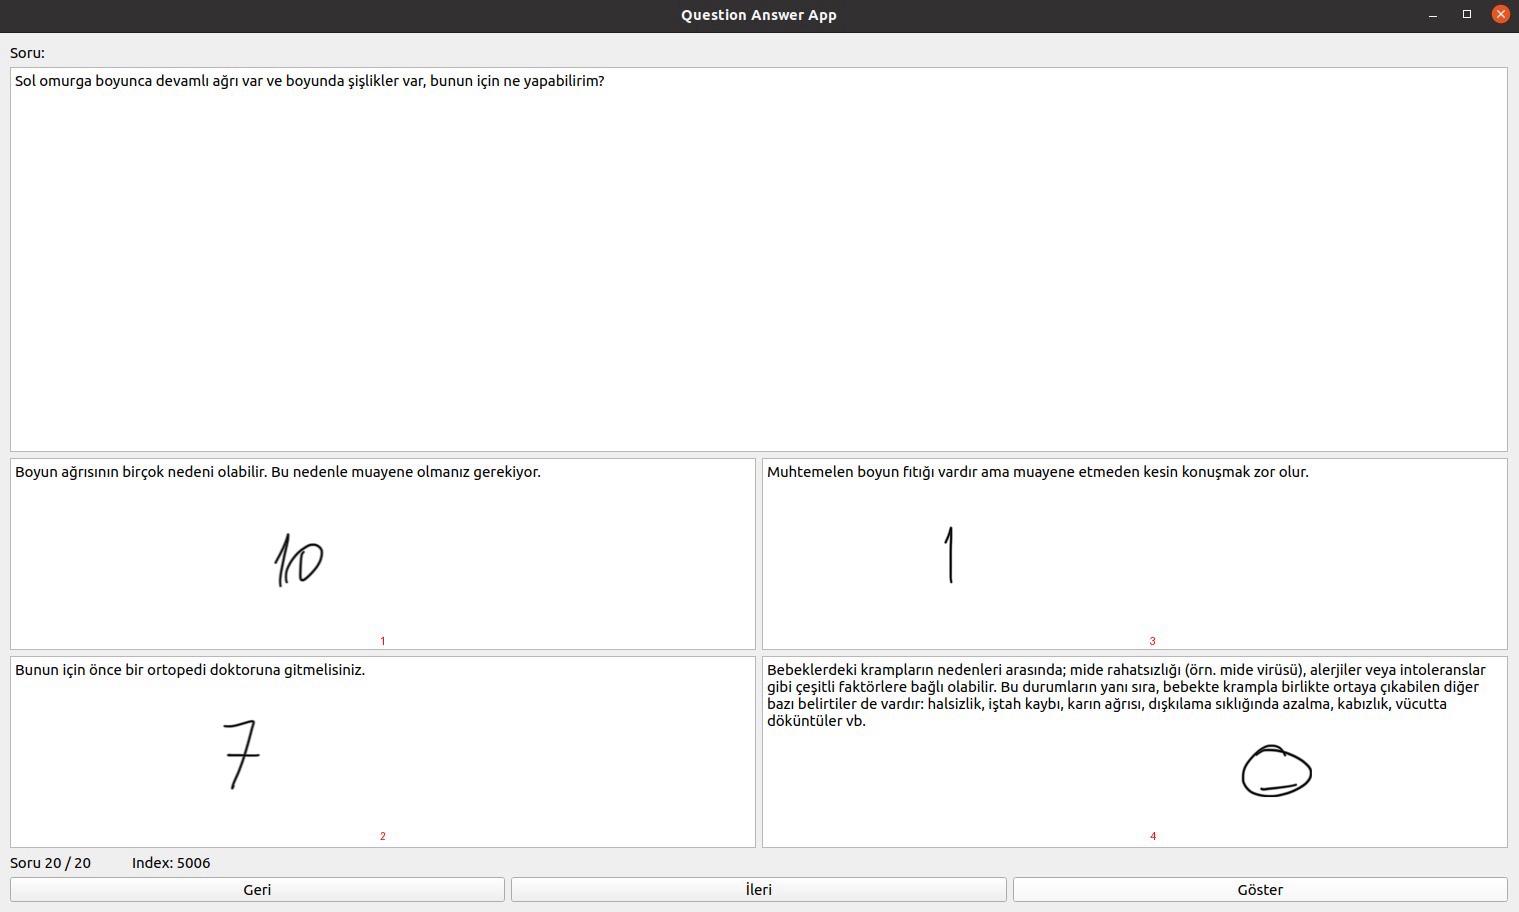 Question Answer App
Soru:
Sol omurga boyunca devamlı ağrı var ve boyunda şişlikler var, bunun için ne yapabilirim?
Boyun ağrısının birçok nedeni olabilir. Bu nedenle muayene olmanız gerekiyor.
10
1
Muhtemelen boyun fıtığı vardır ama muayene etmeden kesin konuşmak zor olur.
1
3
Bunun için önce bir ortopedi doktoruna gitmelisiniz.
7
2
Bebeklerdeki krampların nedenleri arasında; mide rahatsızlığı (örn. mide virüsü), alerjiler veya intoleranslar
gibi çeşitli faktörlere bağlı olabilir. Bu durumların yanı sıra, bebekte krampla birlikte ortaya çıkabilen diğer
bazı belirtiler de vardır: halsizlik, iştah kaybı, karın ağrısı, dışkılama sıklığında azalma, kabızlık, vücutta
döküntüler vb.
0
4
Soru 20 / 20 Index: 5006
Geri İleri Göster